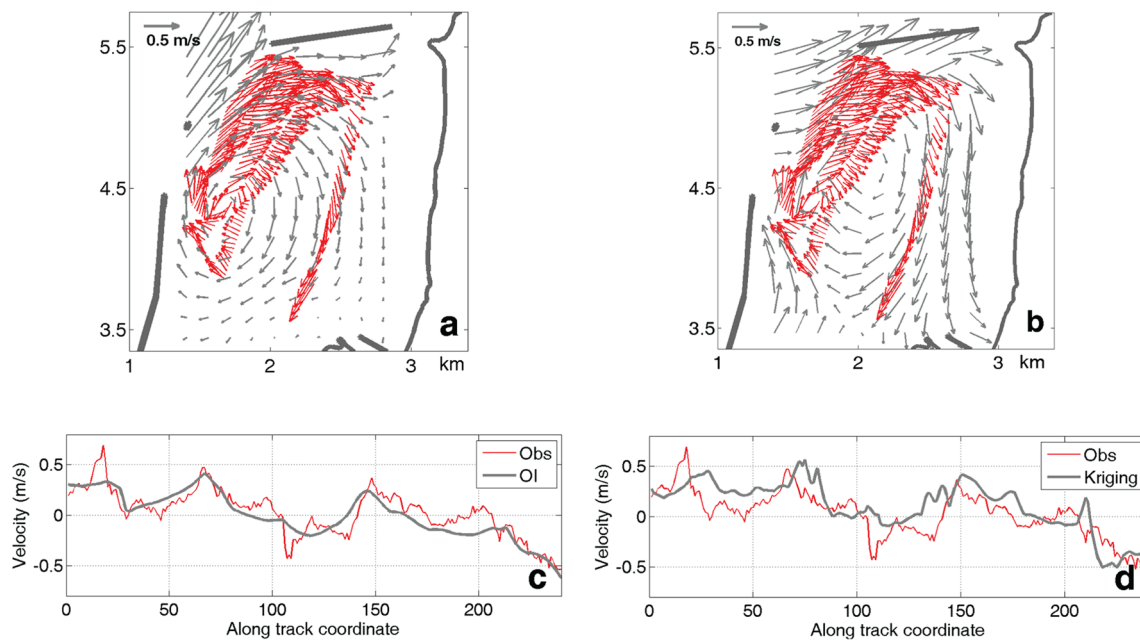 0.5 m/s
5.5
4.5
3.5
a
1
2
3
km
0.5 m/s
5.5
4.5
3.5
b
1
2
3
km
Velocity (m/s)
0.5
0
-0.5
Obs
OI
c
0
50
100
150
200
Along track coordinate
Velocity (m/s)
0.5
0
-0.5
Obs
Kriging
d
0
50
100
150
200
Along track coordinate